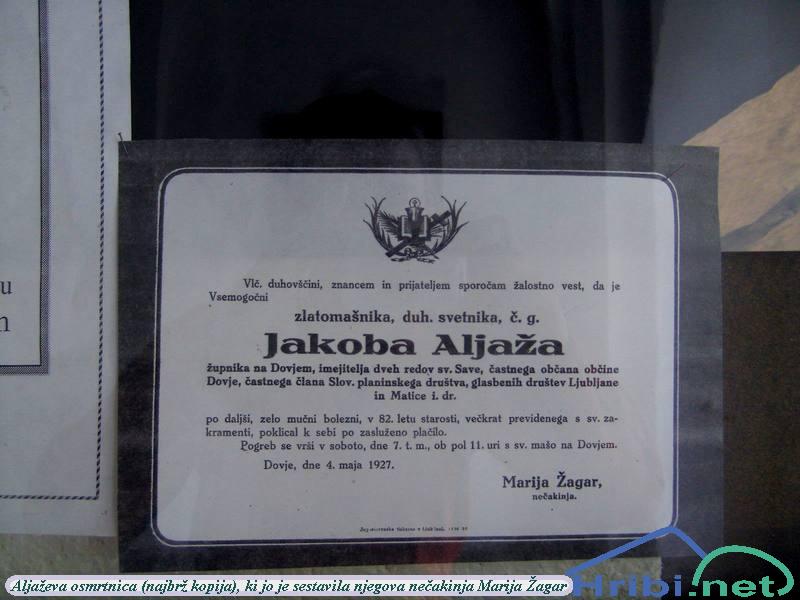 u
n
Vlč. duhovščini, znancem in prijateljem sporočam žalostno vest, da je
Vsemogočni
zlatomašnika, duh. svetnika, č. g.
Jakoba Aljaža
župnika na Dovjem, imejitelja dveh redov sv. Save, častnega občana občine
Dovje, častnega člana Slov. planinskega društva, glasbenih društev Ljubljane
in Matice i. dr.
po daljši, zelo mučni bolezni, v 82. letu starosti, večkrat previdenega s sv. za-
kramenti, poklical k sebi po zasluženo plačilo.
Pogreb se vrši v soboto, dne 7. t. m., ob pol 11. uri s sv. mašo na Dovjem.
Dovje, dne 4. maja 1927.
Marija Žagar,
nečakinja.
tiskarna v Ljubljani.
Aljaževa osmrtnica (najbrž kopija), ki jo je sestavila njegova nečakinja Marija Žagar
Hribi.net